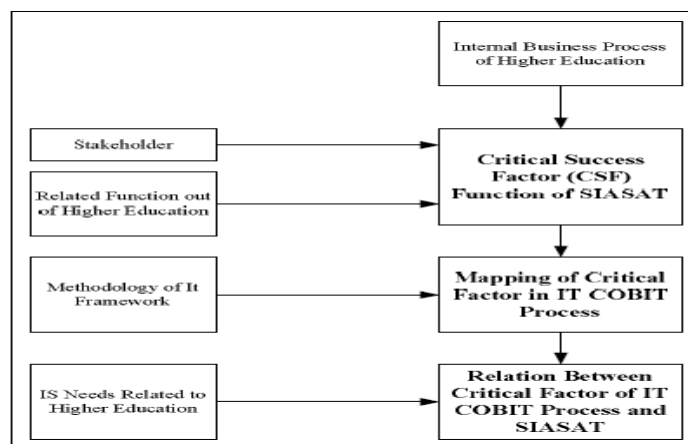 Internal Business Process
of Higher Education
Stakeholder
Critical Success
Factor (CSF)
Function of SIASAT
Related Function out
of Higher Education
Methodology of It
Framework
Mapping of Critical
Factor in IT COBIT
Process
IS Needs Related to
Higher Education
Relation Between
Critical Factor of IT
COBIT Process and
SIASAT